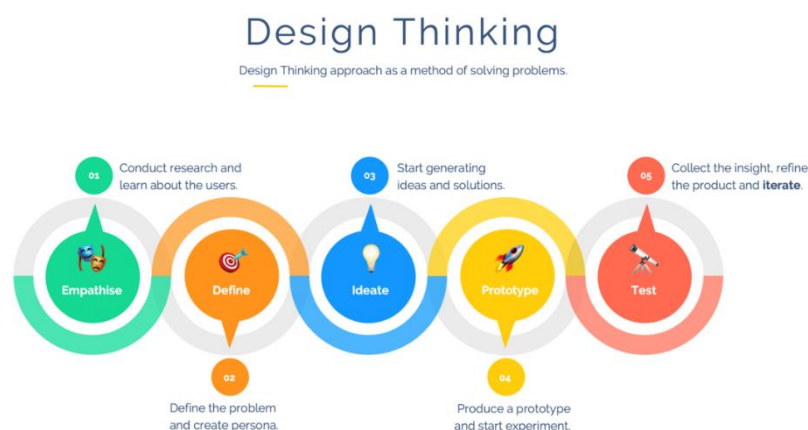 Design Thinking
Design Thinking approach as a method of solving problems.
01
Conduct research and
learn about the users.
03
Start generating
ideas and solutions.
05
Collect the insight, refine
the product and iterate.
Empathise
Define
Ideate
Prototype
Test
02
Define the problem
and create persona.
04
Produce a prototype
and start experiment.